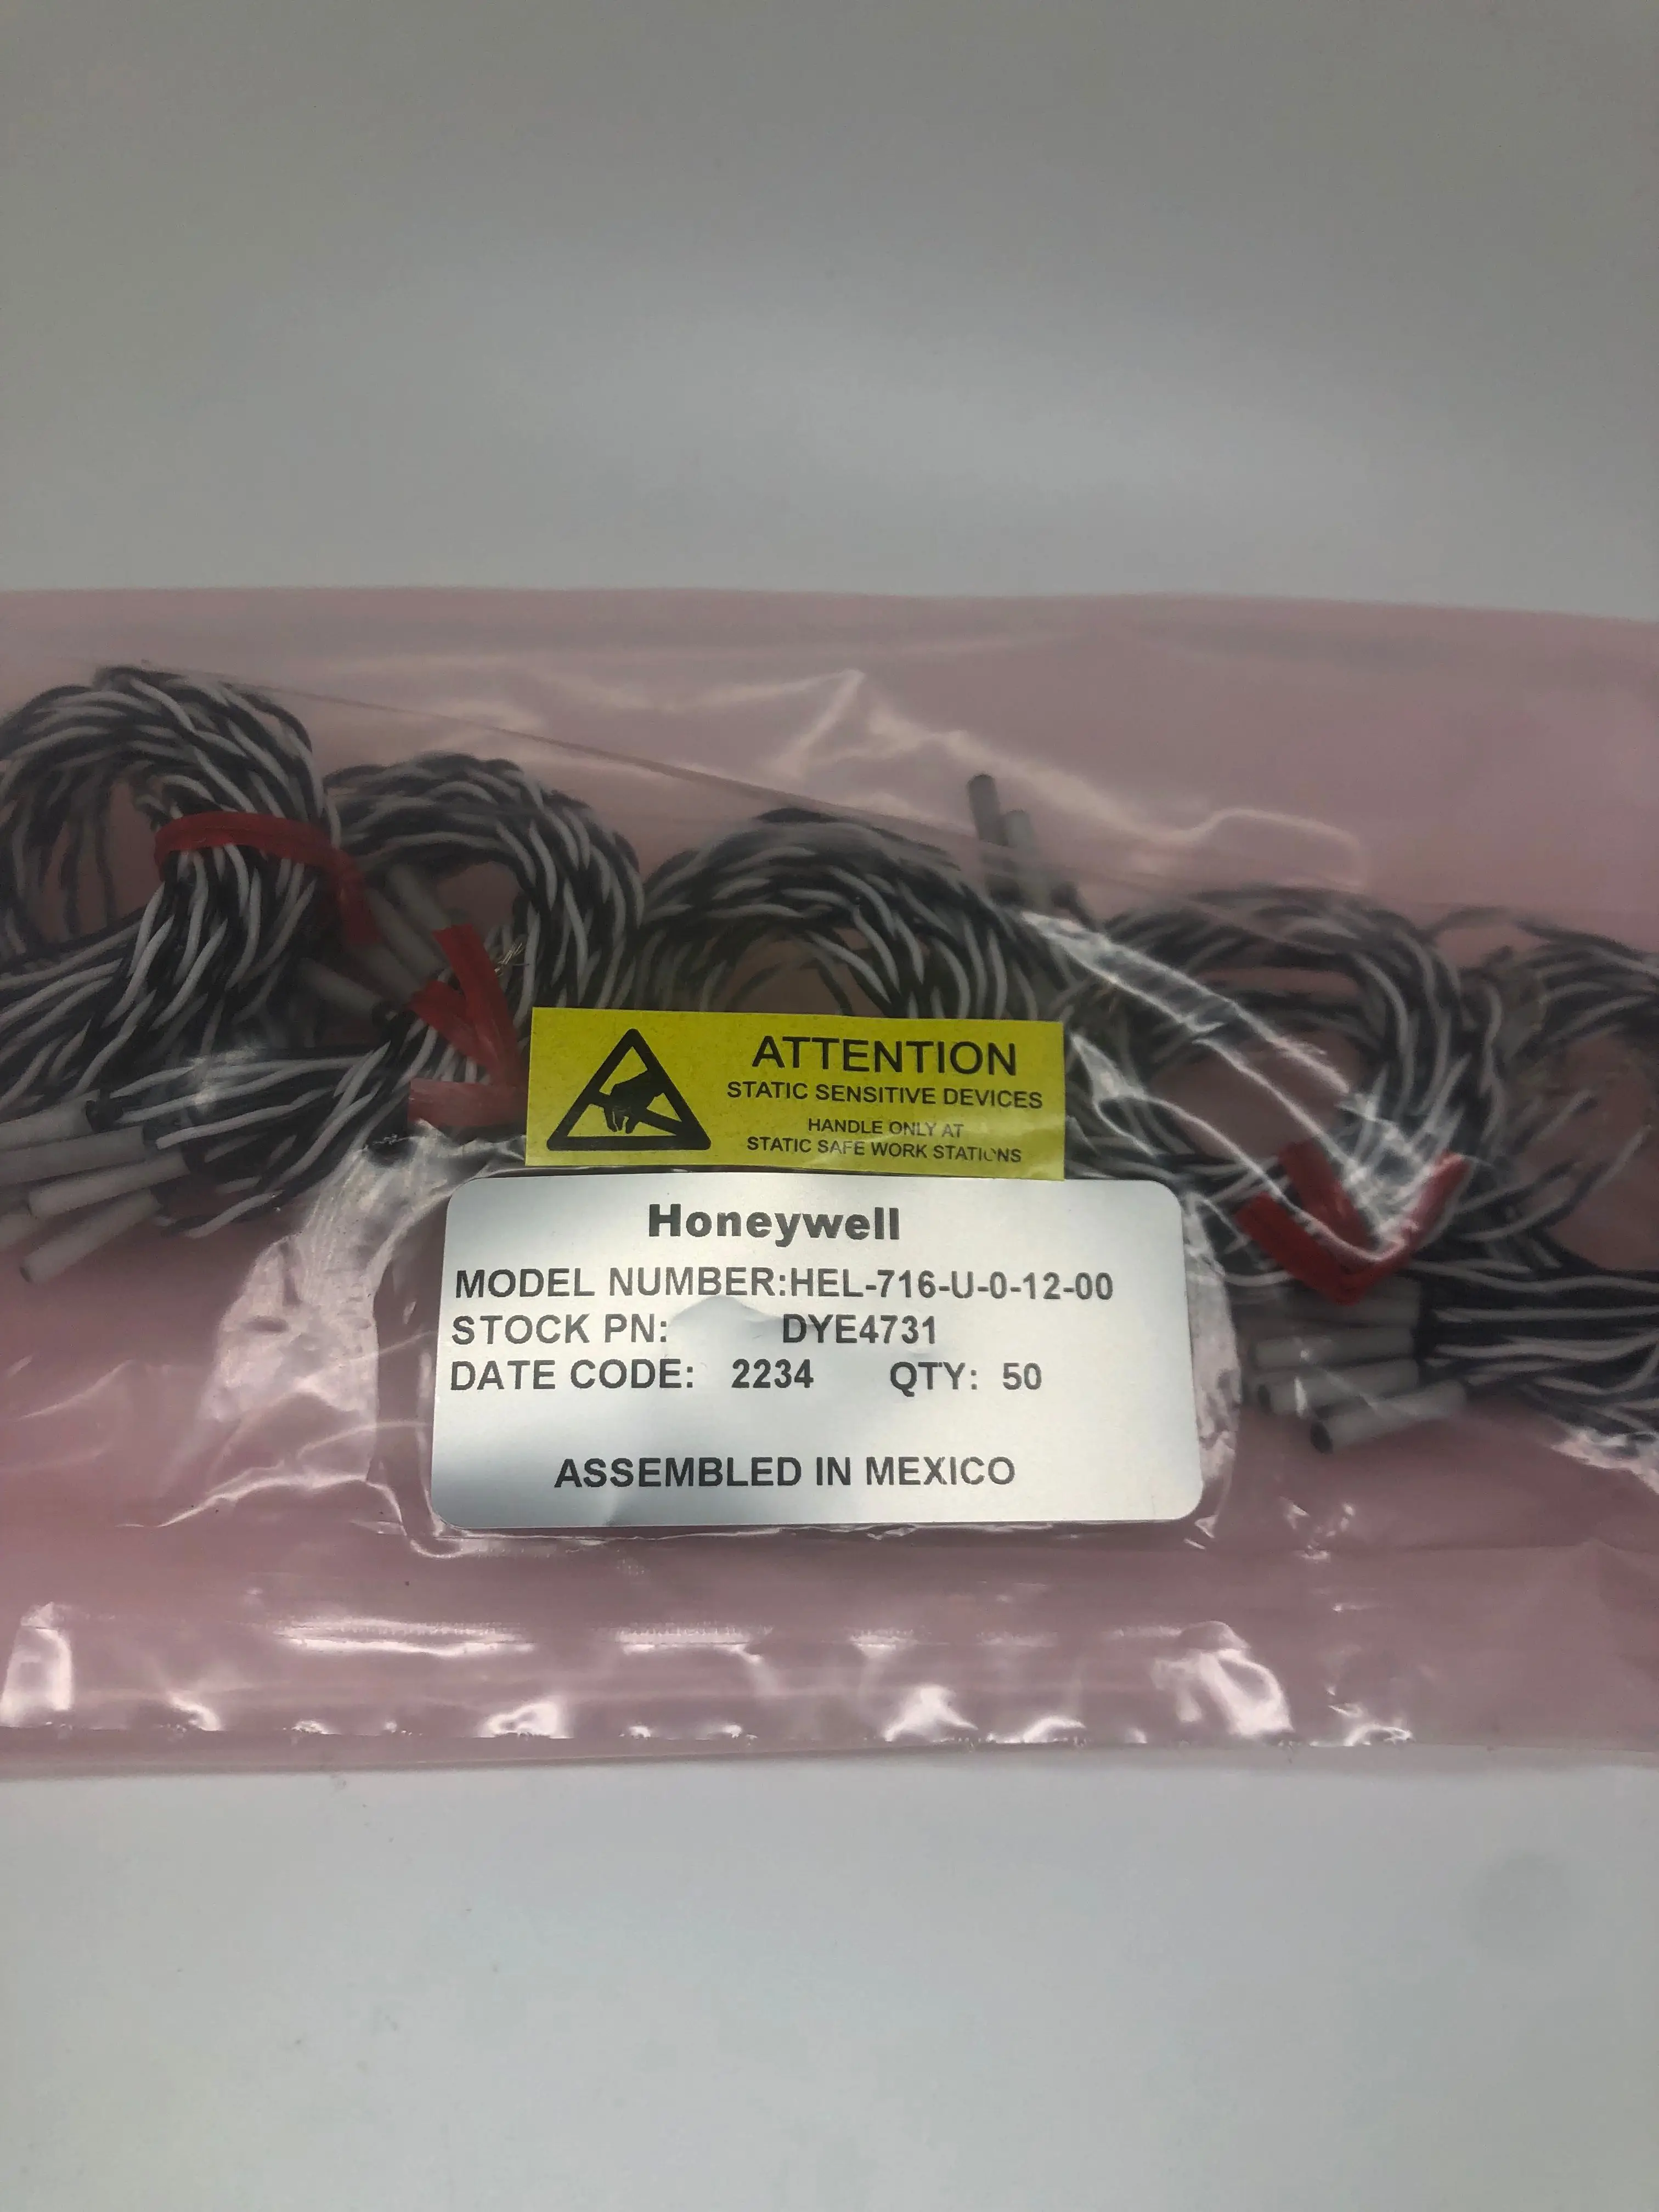 ATTENTION
STATIC SENSITIVE DEVICES
HANDLE ONLY AT
STATIC SAFE WORK STATIONS
Honeywell
MODEL NUMBER:HEL-716-U-0-12-00
STOCK PN: DYE4731
DATE CODE: 2234 QTY: 50
ASSEMBLED IN MEXICO